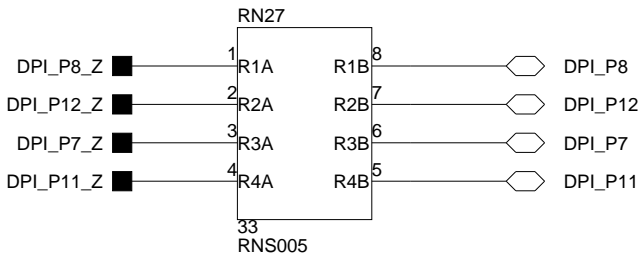 RN27
1 8
DPI_P8_Z R1A R1B DPI_P8
2 7
DPI_P12_Z R2A R2B DPI_P12
3 6
DPI_P7_Z R3A R3B DPI_P7
4 5
DPI_P11_Z R4A R4B DPI_P11
33
RNS005